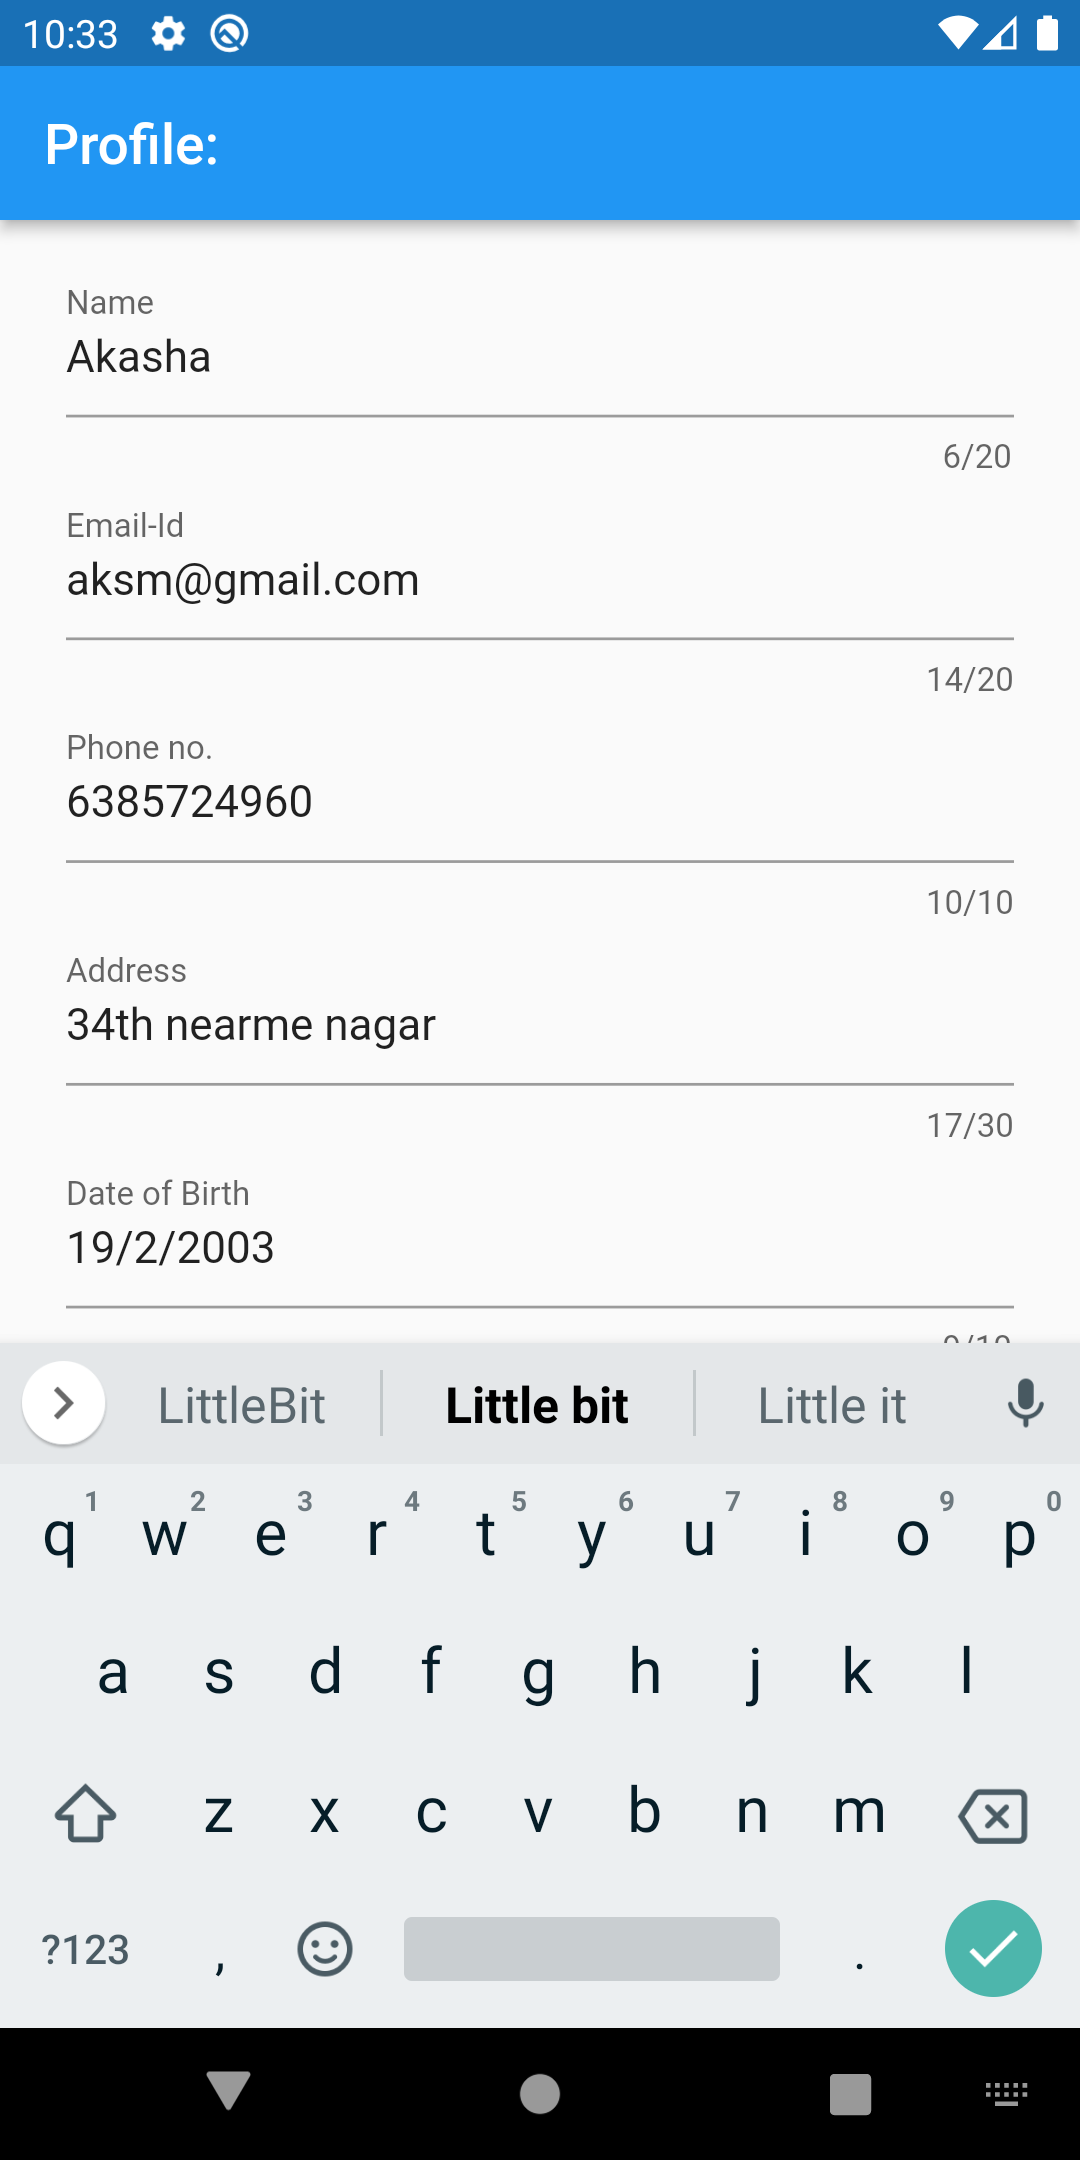 10:33
Profile:
Name
Akasha
6/20
Email-Id
aksm@gmail.com
14/20
Phone no.
6385724960
10/10
Address
34th nearme nagar
17/30
Date of Birth
19/2/2003
LittleBit Little bit Little it
1 2 3 4 5 6 7 8 9 0
q w e r t y u i o p
a s d f g h j k l
z x c v b n m
?123 , .